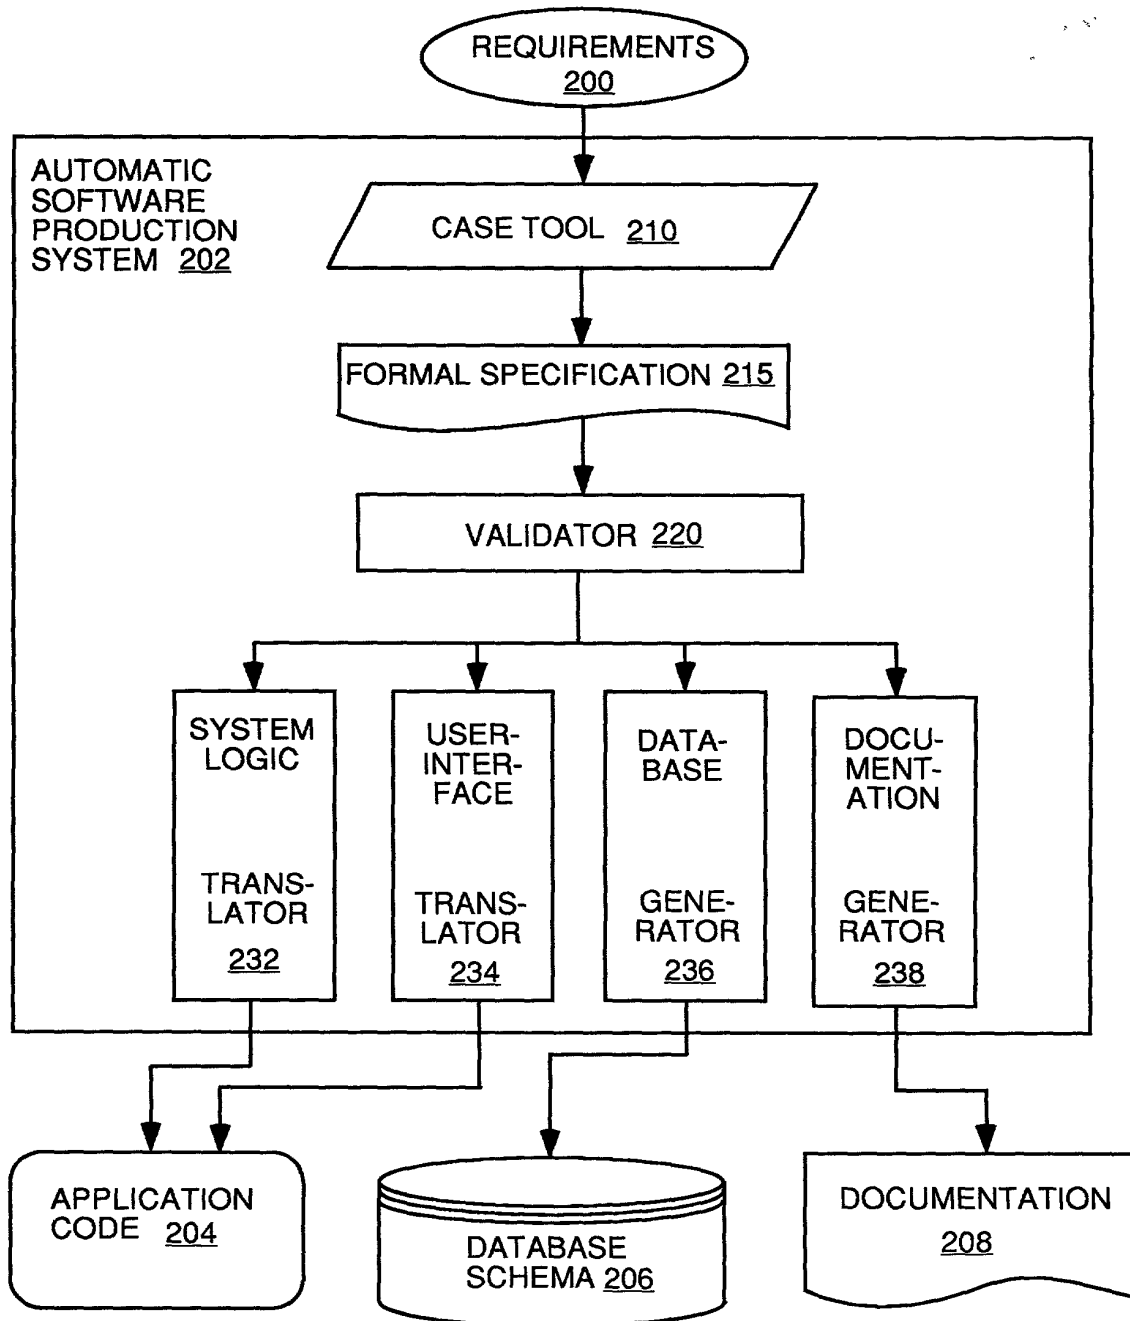 REQUIREMENTS
200
AUTOMATIC
SOFTWARE
PRODUCTION
SYSTEM 202
CASE TOOL 210
FORMAL SPECIFICATION 215
VALIDATOR 220
SYSTEM
LOGIC
TRANS-
LATOR
232
USER-
INTER-
FACE
TRANS-
LATOR
234
DATA-
BASE
GENE-
RATOR
236
DOCU-
MENT-
ATION
GENE-
RATOR
238
APPLICATION
CODE 204
DATABASE
SCHEMA 206
DOCUMENTATION
208